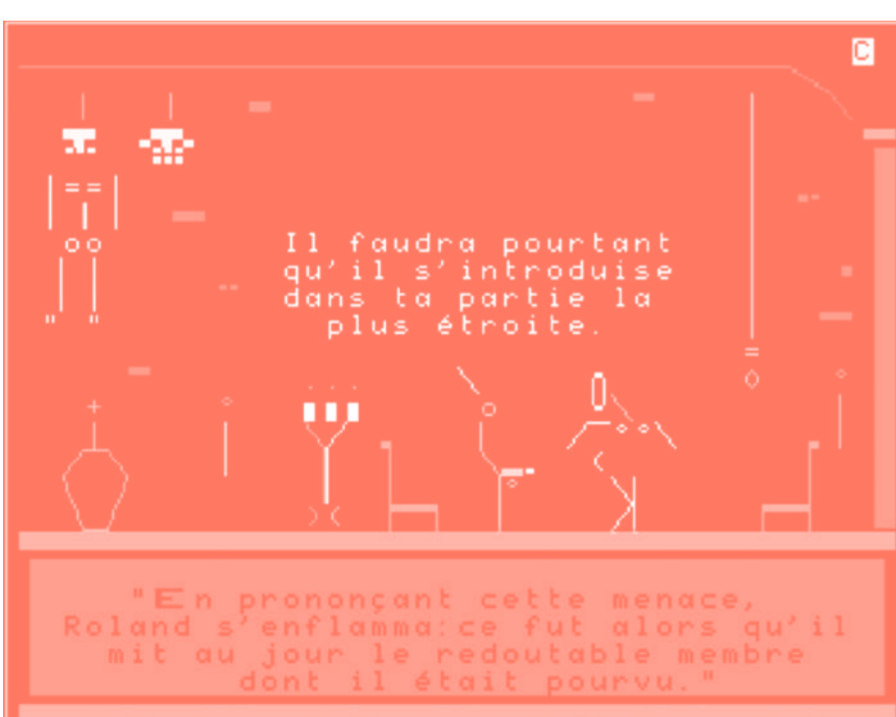 C
Il faudra pourtant
qu'il s'introduise
dans ta partie la
plus étroite.
"En prononçant cette menace,
Roland s'enflamma:ce fut alors qu'il
mit au jour le redoutable membre
dont il était pourvu."